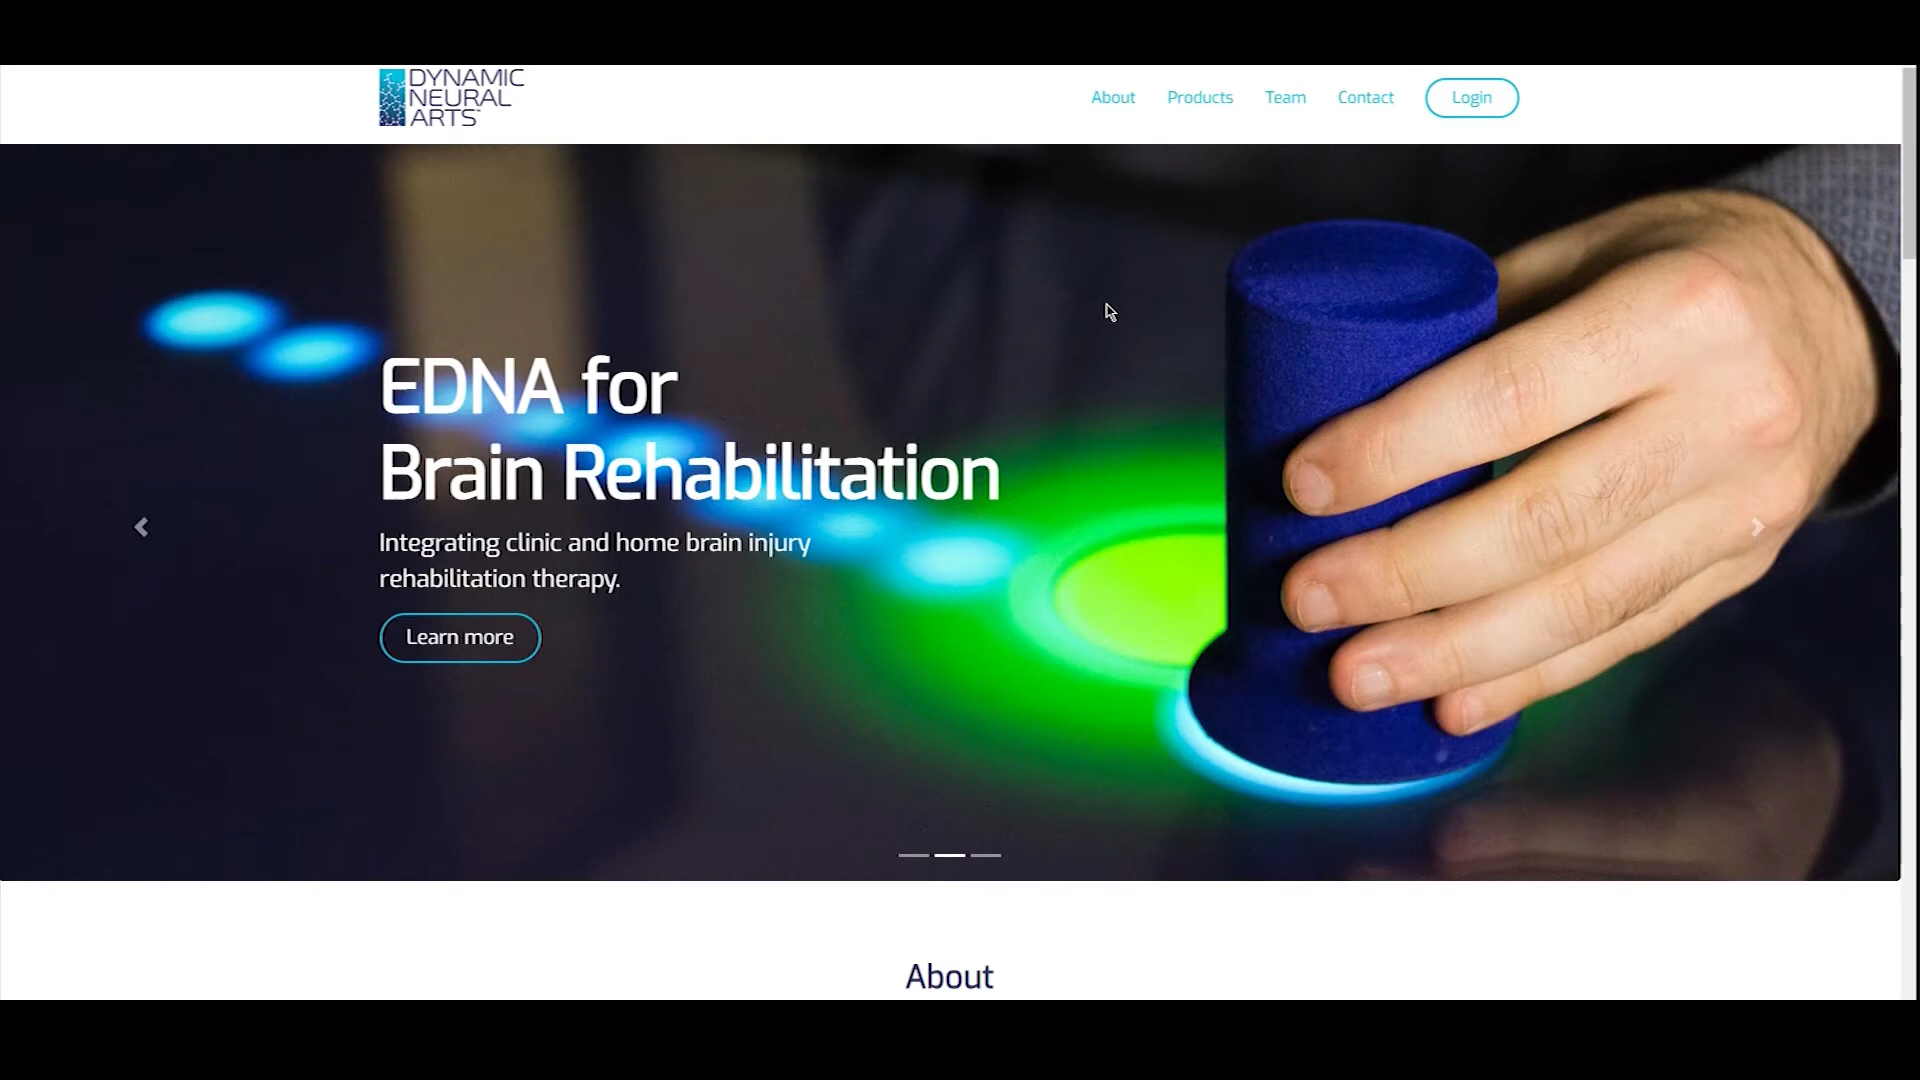 DYNAMIC
NEURAL
ARTS™
About Products Team Contact Login
EDNA for
Brain Rehabilitation
Integrating clinic and home brain injury
rehabilitation therapy.
Learn more
About